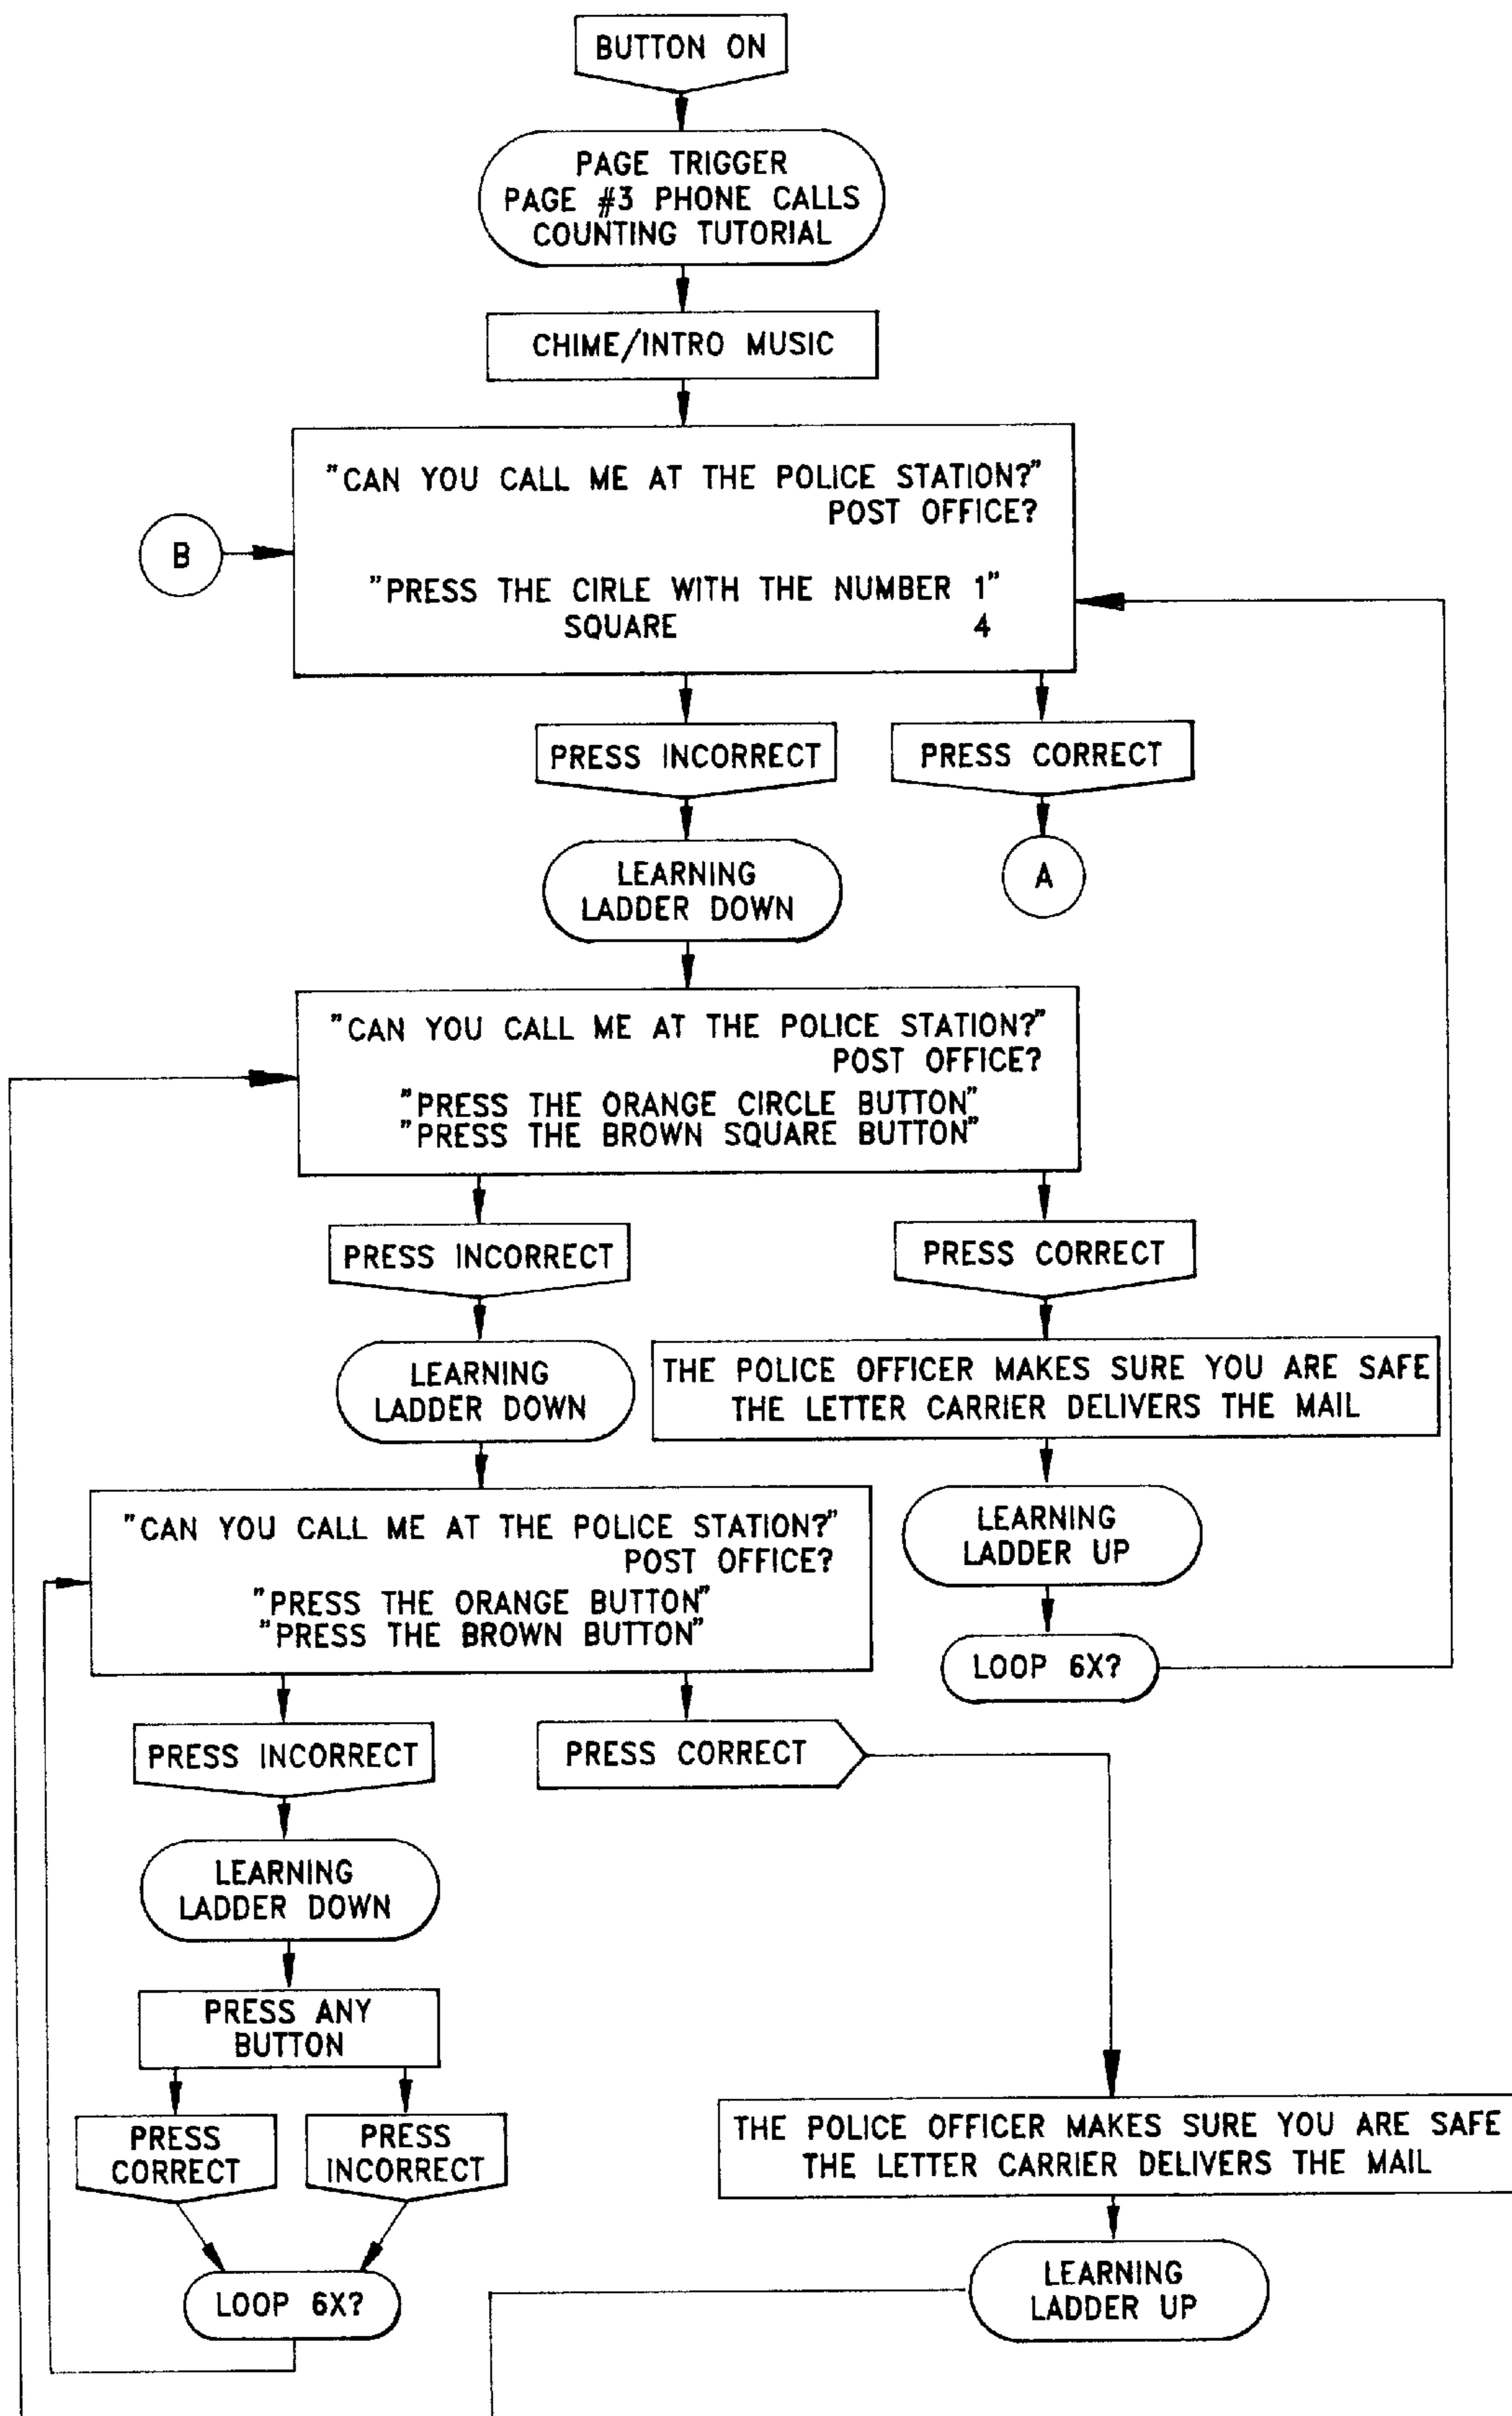 BUTTON ON
PAGE TRIGGER
PAGE #3 PHONE CALLS
COUNTING TUTORIAL
CHIME/INTRO MUSIC
"CAN YOU CALL ME AT THE POLICE STATION?"
POST OFFICE?
B
"PRESS THE CIRLE WITH THE NUMBER 1"
SQUARE 4
PRESS INCORRECT
PRESS CORRECT
LEARNING
LADDER DOWN
A
"CAN YOU CALL ME AT THE POLICE STATION?"
POST OFFICE?
"PRESS THE ORANGE CIRCLE BUTTON"
"PRESS THE BROWN SQUARE BUTTON"
PRESS INCORRECT
PRESS CORRECT
LEARNING
LADDER DOWN
THE POLICE OFFICER MAKES SURE YOU ARE SAFE
THE LETTER CARRIER DELIVERS THE MAIL
LEARNING
LADDER UP
LOOP 6X?
"CAN YOU CALL ME AT THE POLICE STATION?"
POST OFFICE?
"PRESS THE ORANGE BUTTON"
"PRESS THE BROWN BUTTON"
PRESS INCORRECT
PRESS CORRECT
LEARNING
LADDER DOWN
PRESS ANY
BUTTON
PRESS
CORRECT
PRESS
INCORRECT
LOOP 6X?
THE POLICE OFFICER MAKES SURE YOU ARE SAFE
THE LETTER CARRIER DELIVERS THE MAIL
LEARNING
LADDER UP